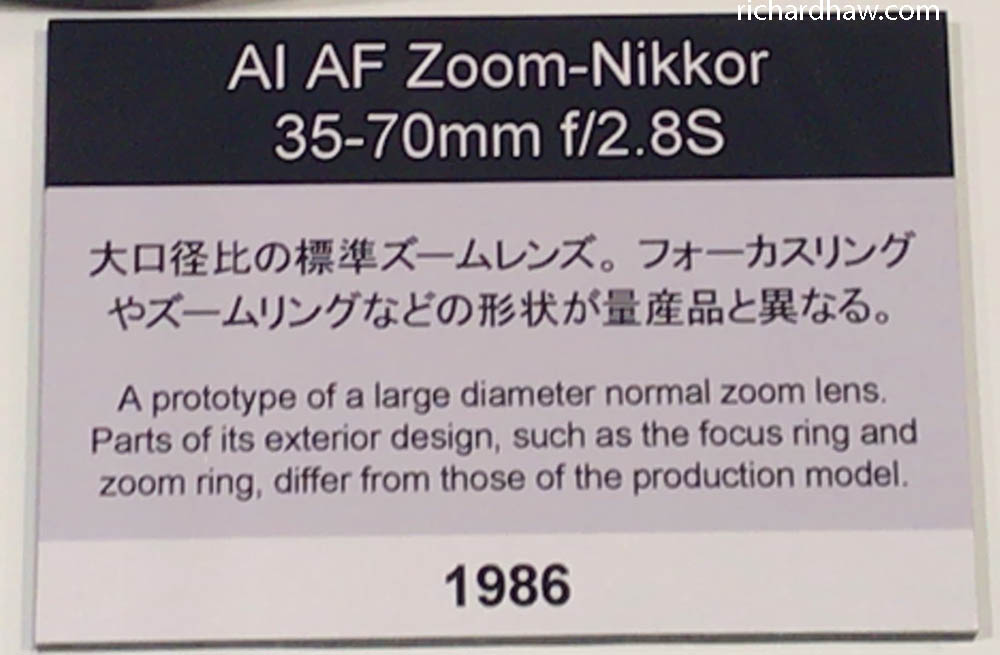 richardhaw.com
AI AF Zoom-Nikkor
35-70mm f/2.8S
大口径比の標準ズームレンズ。フォーカスリング
やズームリングなどの形状が量産品と異なる。
A prototype of a large diameter normal zoom lens.
Parts of its exterior design, such as the focus ring and
zoom ring, differ from those of the production model.
1986